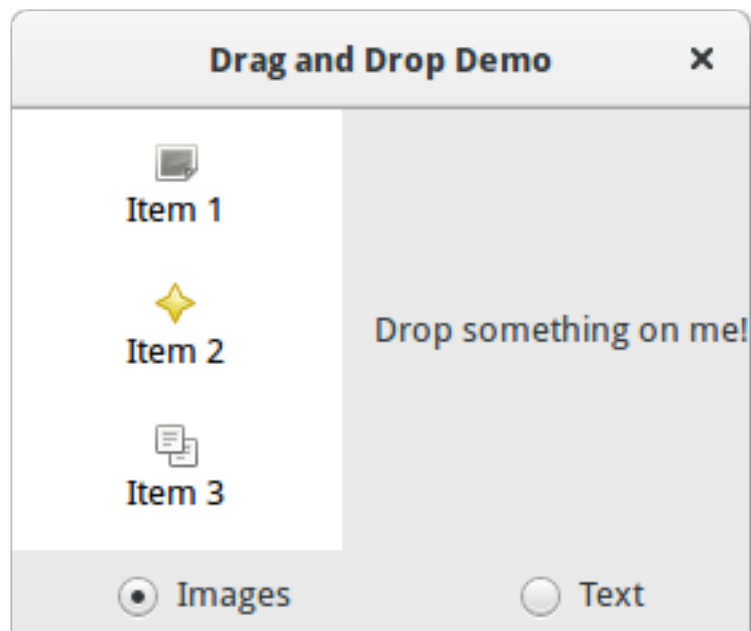 Drag and Drop Demo
Item 1
Item 2
Item 3
Drop something on me!
Images
Text